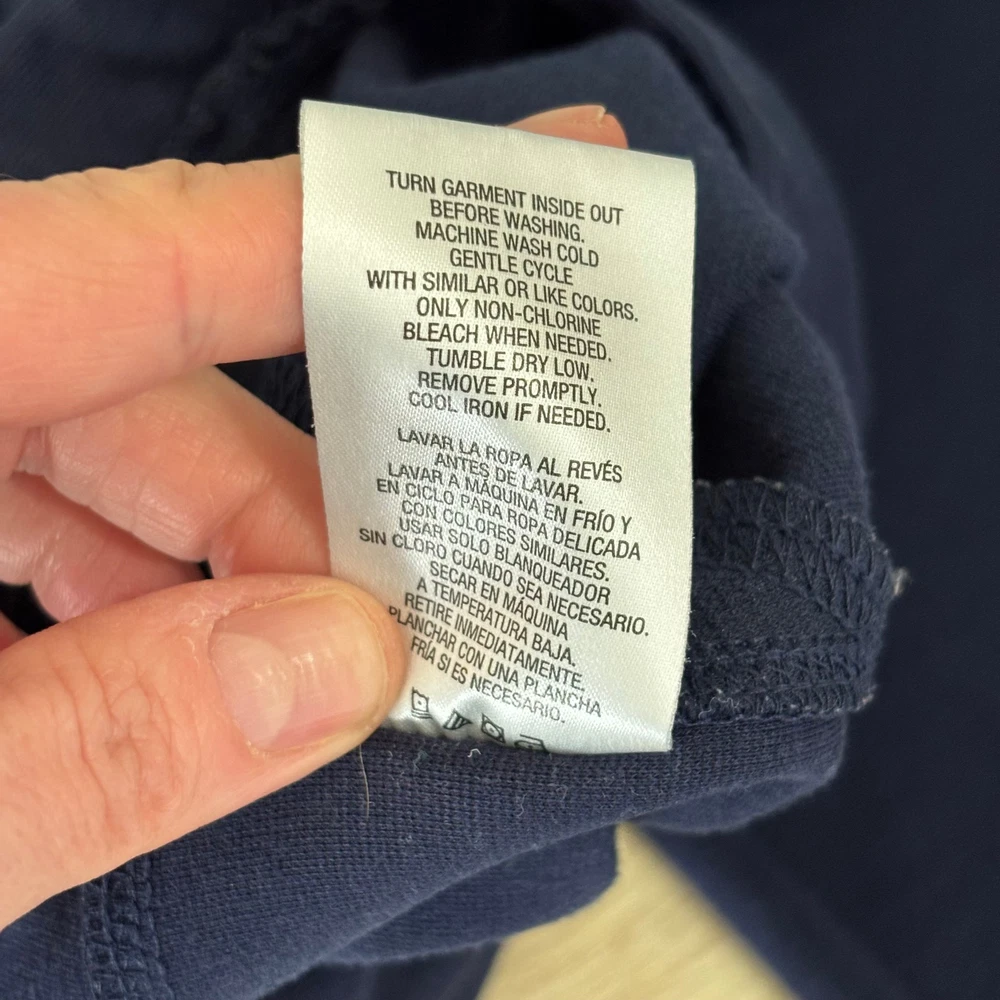 TURN GARMENT INSIDE OUT
BEFORE WASHING.
MACHINE WASH COLD
GENTLE CYCLE
WITH SIMILAR OR LIKE COLORS.
ONLY NON-CHLORINE
BLEACH WHEN NEEDED.
TUMBLE DRY LOW.
REMOVE PROMPTLY.
COOL IRON IF NEEDED.
LAVAR LA ROPA AL REVÉS
ANTES DE LAVAR.
LAVAR A MÁQUINA EN FRÍO Y
EN CICLO PARA ROPA DELICADA
CON COLORES SIMILARES.
USAR SOLO BLANQUEADOR
SIN CLORO CUANDO SEA NECESARIO.
SECAR EN MÁQUINA
A TEMPERATURA BAJA.
RETIRE INMEDIATAMENTE.
PLANCHAR CON UNA PLANCHA
FRÍA SI ES NECESARIO.